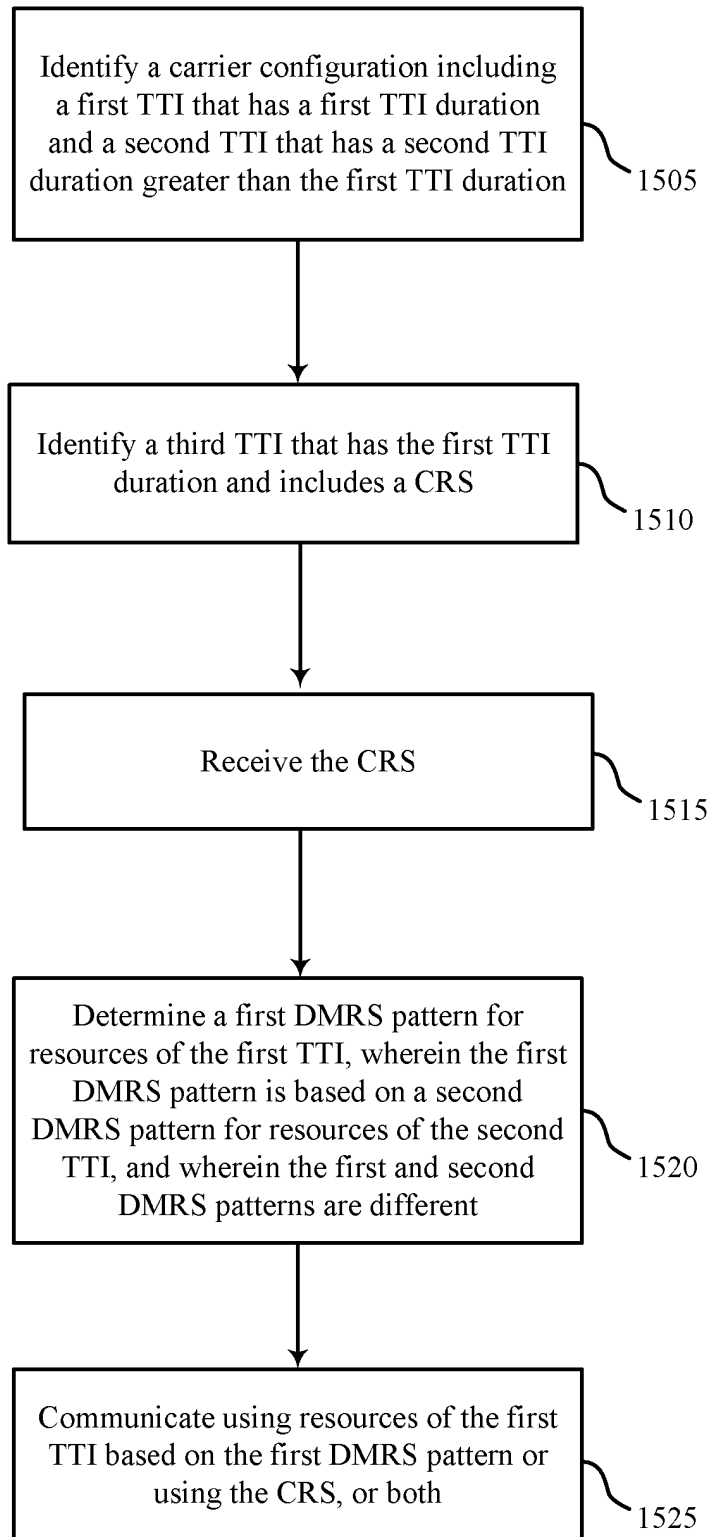 Identify a carrier configuration including
a first TTI that has a first TTI duration
and a second TTI that has a second TTI
duration greater than the first TTI duration
1505
Identify a third TTI that has the first TTI
duration and includes a CRS
1510
Receive the CRS
1515
Determine a first DMRS pattern for
resources of the first TTI, wherein the first
DMRS pattern is based on a second
DMRS pattern for resources of the second
TTI, and wherein the first and second
DMRS patterns are different
1520
Communicate using resources of the first
TTI based on the first DMRS pattern or
using the CRS, or both
1525